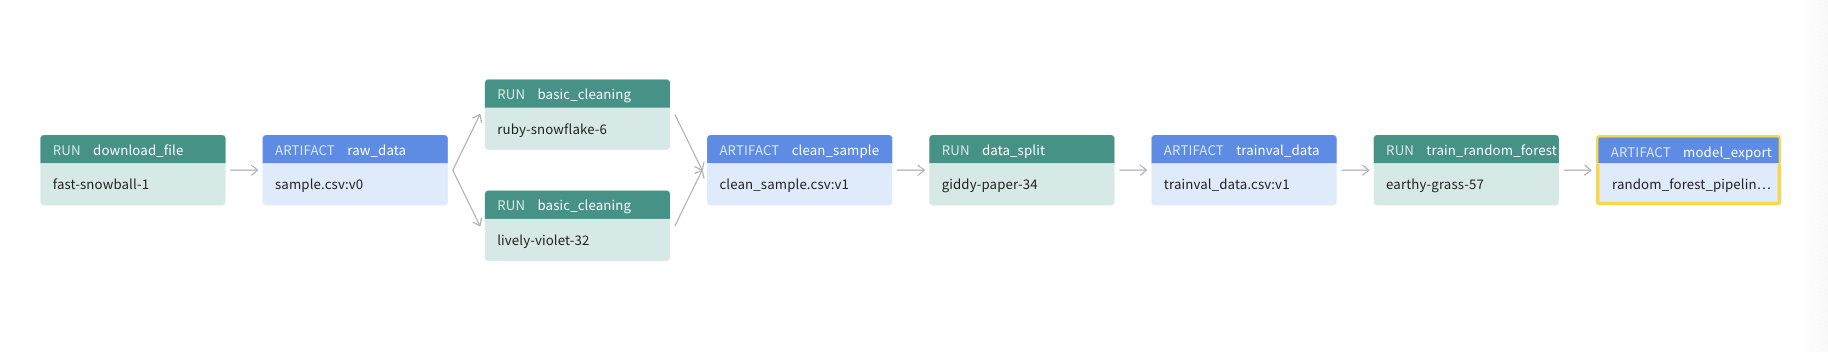 RUN download_file
fast-snowball-1
ARTIFACT raw_data
sample.csv:v0
RUN basic_cleaning
ruby-snowflake-6
RUN basic_cleaning
lively-violet-32
ARTIFACT clean_sample
clean_sample.csv:v1
RUN data_split
giddy-paper-34
ARTIFACT trainval_data
trainval_data.csv:v1
RUN train_random_forest
earthy-grass-57
ARTIFACT model_export
random_forest_pipelin...